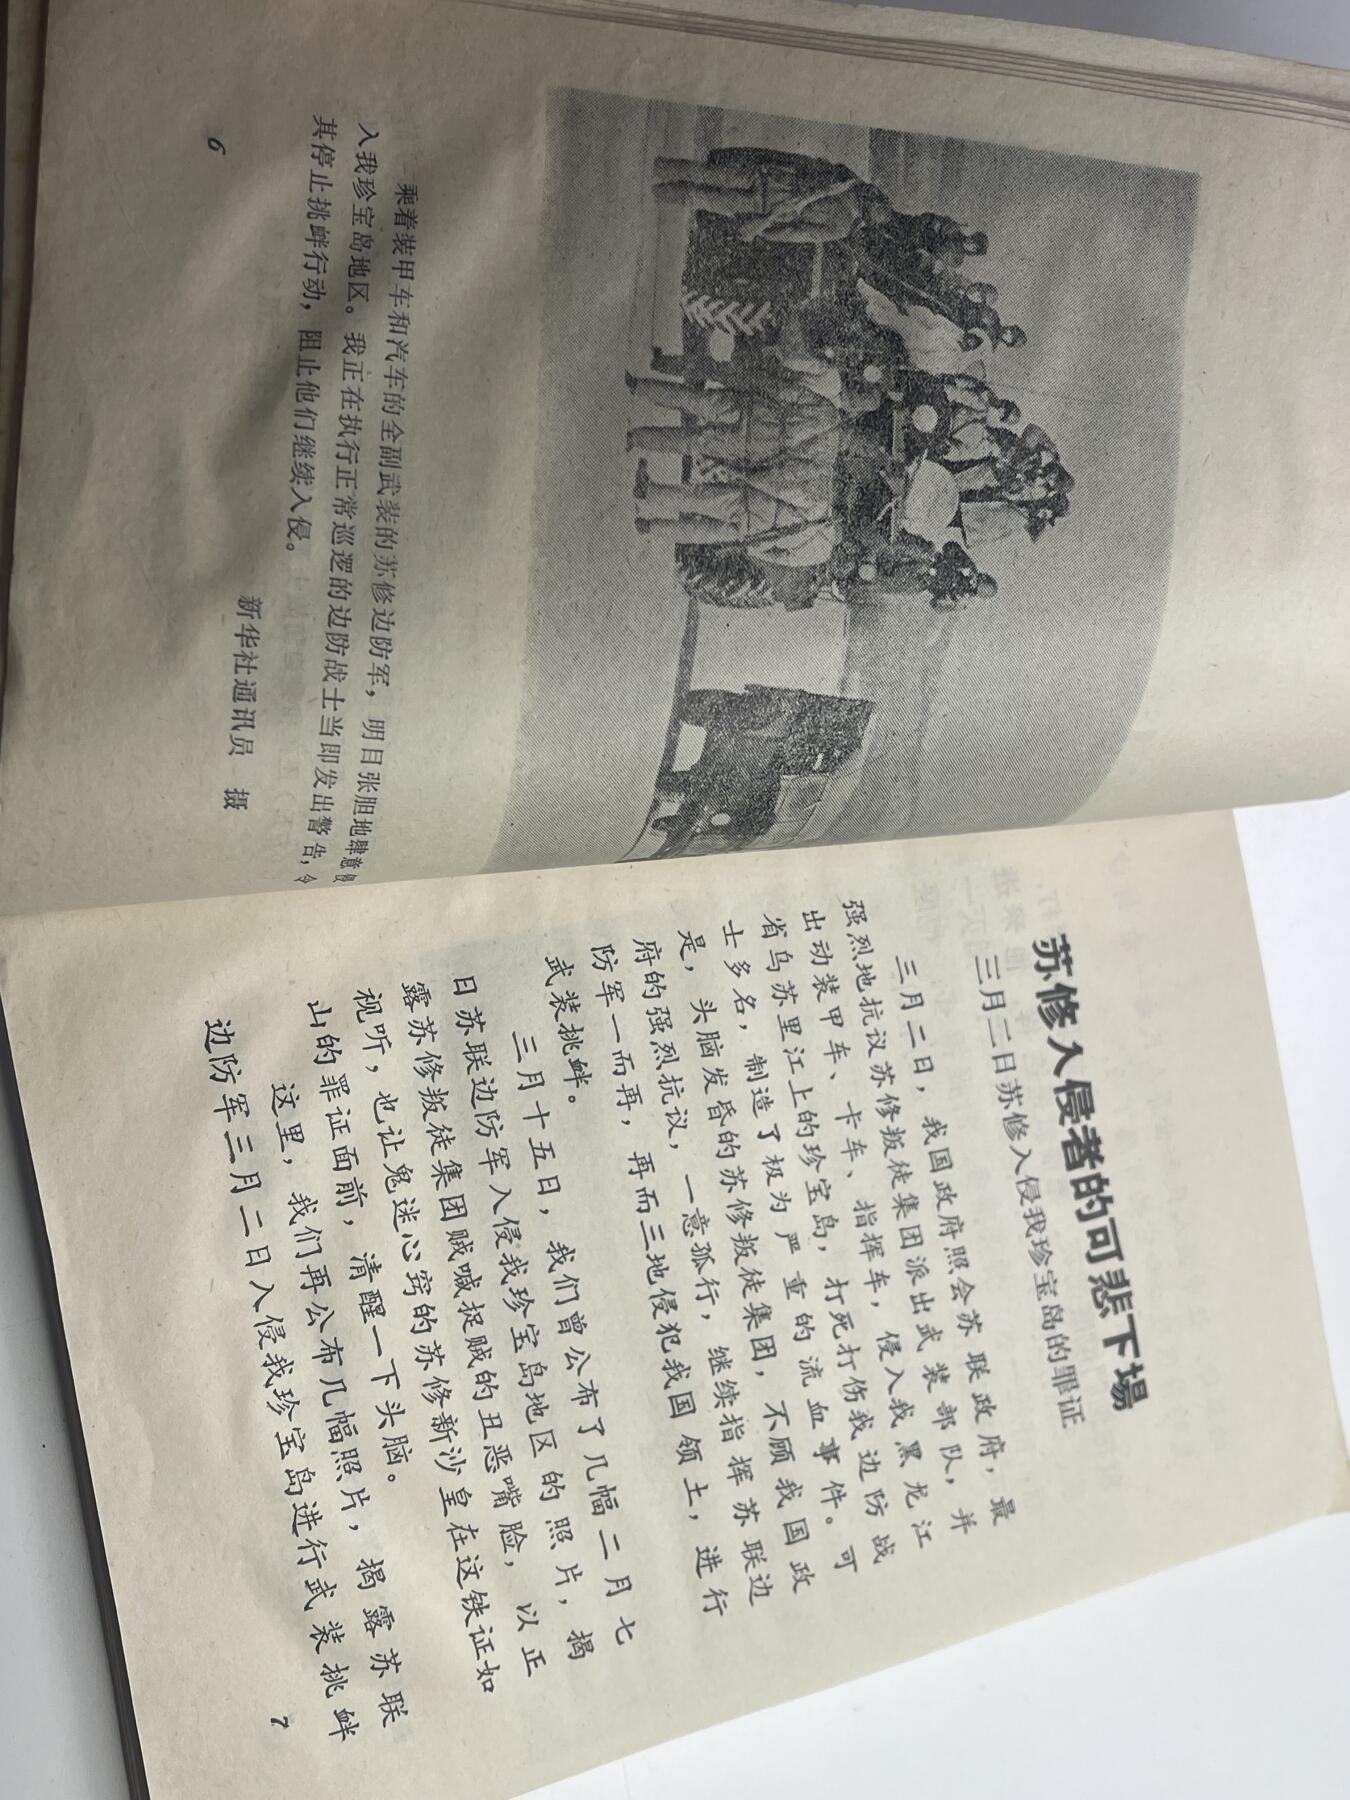 乘着装甲车和汽车的全副武装的苏修边防军，明目张胆地肆意侵
入我珍宝岛地区。我正在执行正常巡逻的边防战士当即发出警告，令
其停止挑衅行动，阻止他们继续入侵。
新华社通讯员 摄
6
苏修入侵者的可悲下場
三月二日苏修入侵我珍宝岛的罪证
三月二日，我国政府照会苏联政府，最
强烈地抗议苏修叛徒集团派出武装部队，并
出动装甲车、卡车、指挥车，侵入我黑龙江
省乌苏里江上的珍宝岛，打死打伤我边防战
士多名，制造了极为严重的流血事件。可
是，头脑发昏的苏修叛徒集团，不顾我国政
府的强烈抗议，一意孤行，继续指挥苏联边
防军一而再，再而三地侵犯我国领土，进行
武装挑衅。
三月十五日，我们曾公布了几幅二月七
日苏联边防军入侵我珍宝岛地区的照片，揭
露苏修叛徒集团贼喊捉贼的丑恶嘴脸，以正
视听，也让鬼迷心窍的苏修新沙皇在这铁证如
山的罪证面前，清醒一下头脑。
这里，我们再公布几幅照片，揭露苏联
边防军三月二日入侵我珍宝岛进行武装挑衅
7